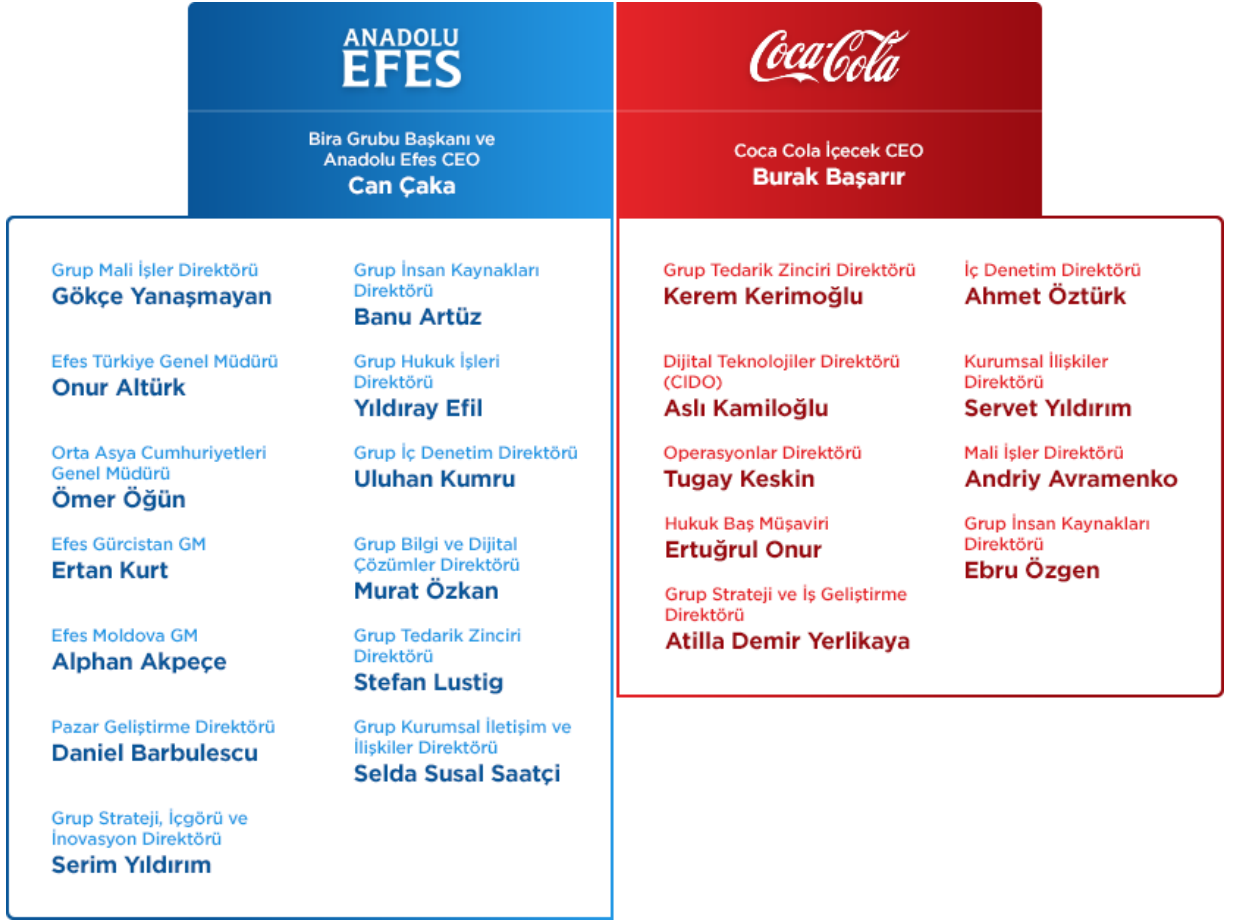 ANADOLU
EFES
Bira Grubu Başkanı ve
Anadolu Efes CEO
Can Çaka
Coca-Cola
Coca Cola İçecek CEO
Burak Başarır
Grup Mali İşler Direktörü
Gökçe Yanaşmayan
Efes Türkiye Genel Müdürü
Onur Altürk
Orta Asya Cumhuriyetleri
Genel Müdürü
Ömer Öğün
Efes Gürcistan GM
Ertan Kurt
Efes Moldova GM
Alphan Akpeçe
Pazar Geliştirme Direktörü
Daniel Barbulescu
Grup Strateji, İçgörü ve
İnovasyon Direktörü
Serim Yıldırım
Grup İnsan Kaynakları
Direktörü
Banu Artüz
Grup Hukuk İşleri
Direktörü
Yıldıray Efil
Grup İç Denetim Direktörü
Uluhan Kumru
Grup Bilgi ve Dijital
Çözümler Direktörü
Murat Özkan
Grup Tedarik Zinciri
Direktörü
Stefan Lustig
Grup Kurumsal İletişim ve
İlişkiler Direktörü
Selda Susal Saatçi
Grup Tedarik Zinciri Direktörü
Kerem Kerimoğlu
Dijital Teknolojiler Direktörü
(CIDO)
Aslı Kamiloğlu
Operasyonlar Direktörü
Tugay Keskin
Hukuk Baş Müşaviri
Ertuğrul Onur
Grup Strateji ve İş Geliştirme
Direktörü
Atilla Demir Yerlikaya
İç Denetim Direktörü
Ahmet Öztürk
Kurumsal İlişkiler
Direktörü
Servet Yıldırım
Mali İşler Direktörü
Andriy Avramenko
Grup İnsan Kaynakları
Direktörü
Ebru Özgen